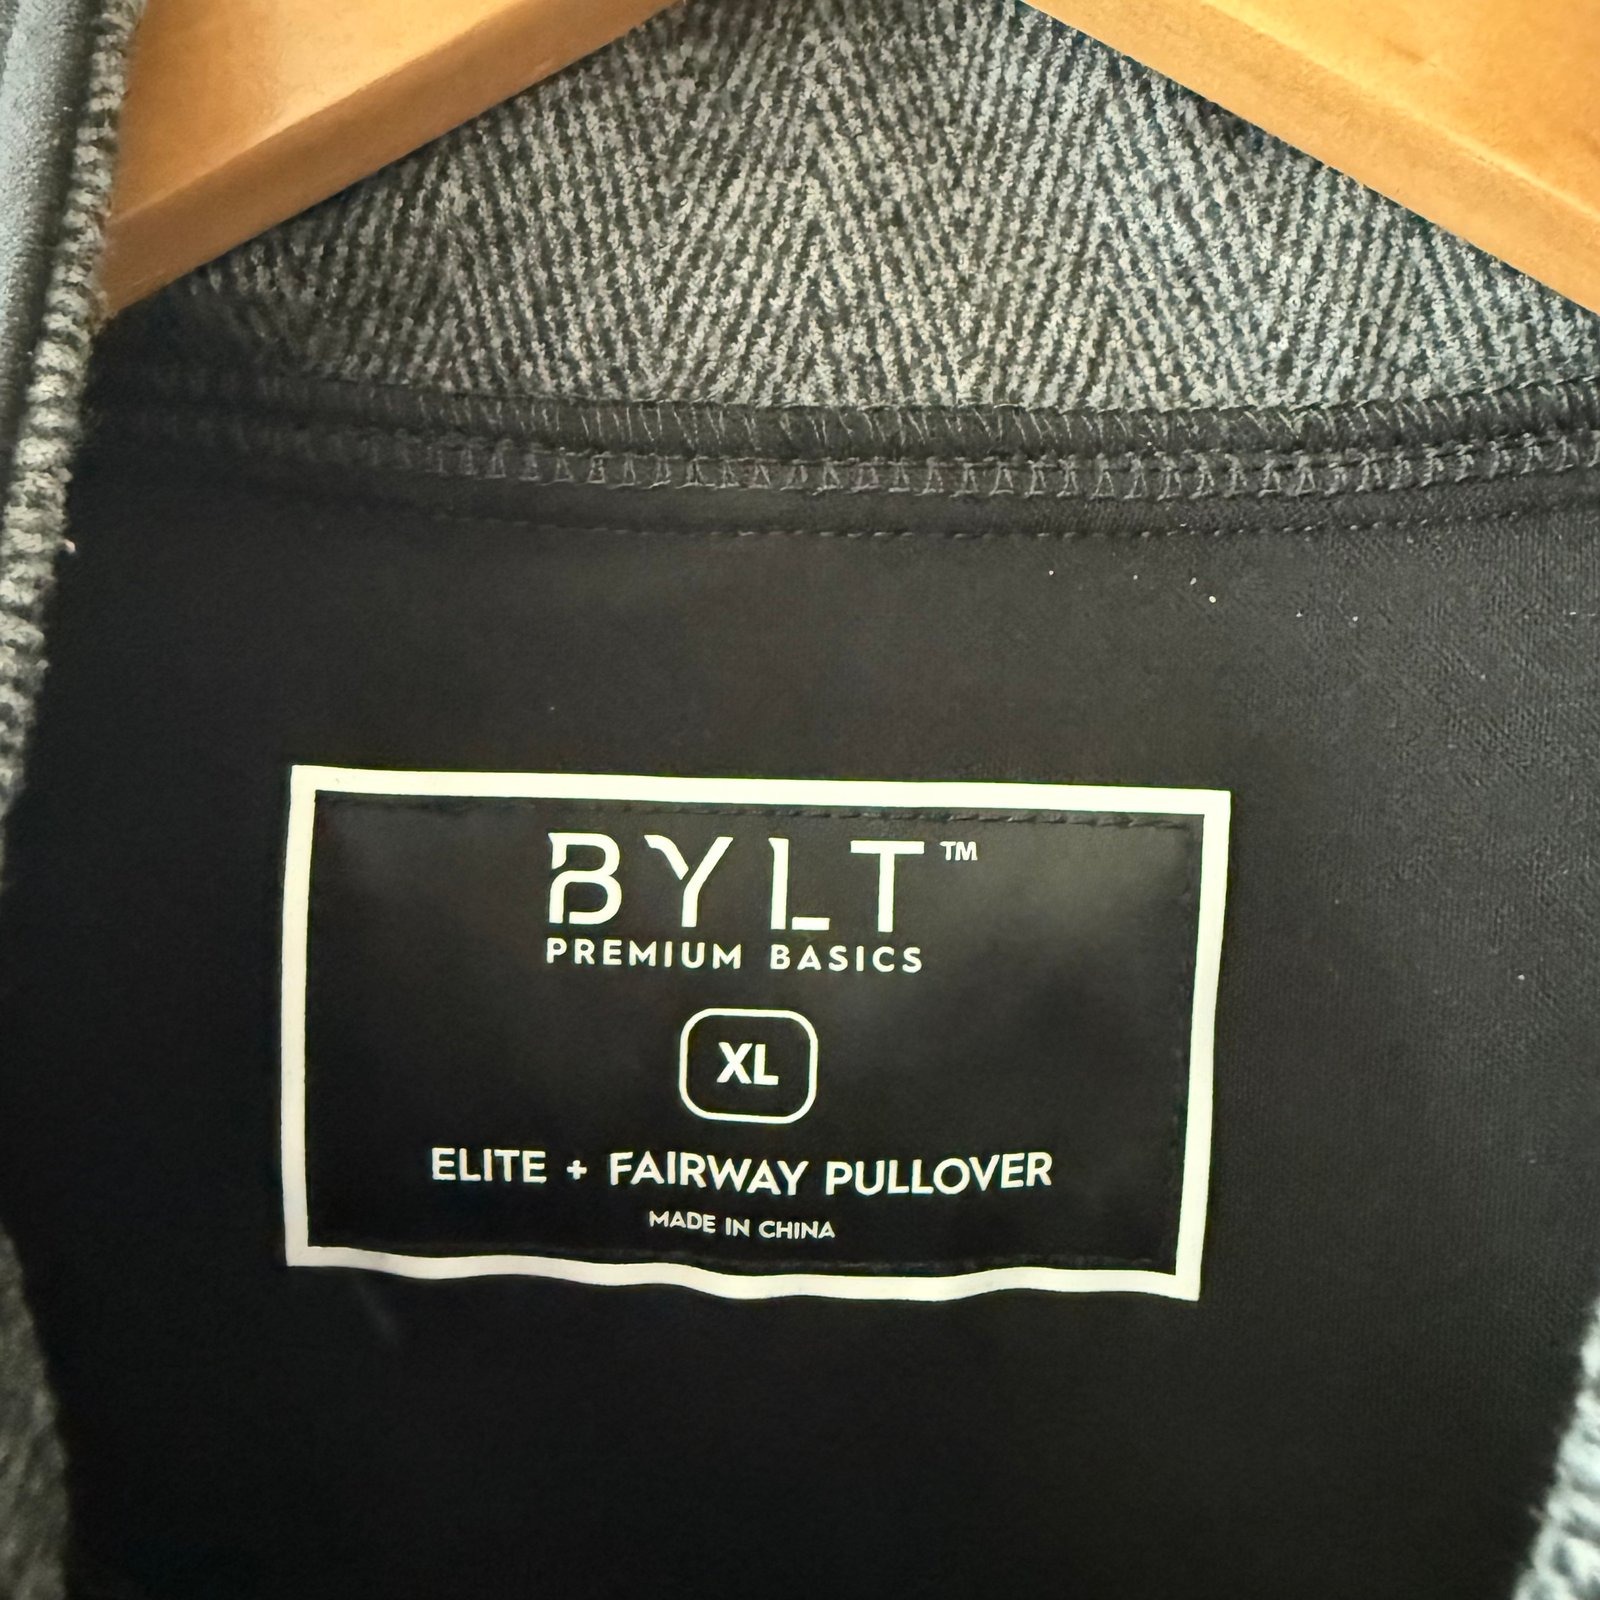 BYLT™
PREMIUM BASICS
XL
ELITE + FAIRWAY PULLOVER
MADE IN CHINA